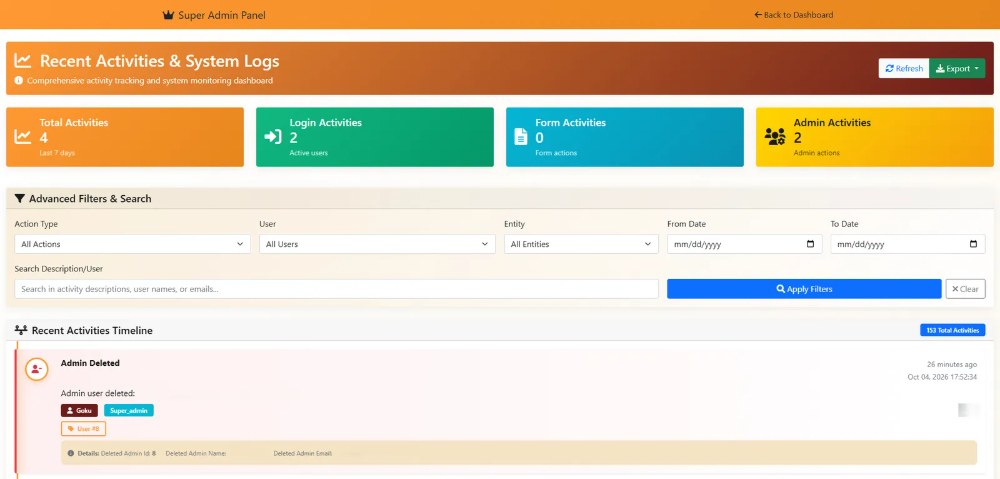 Super Admin Panel
Back to Dashboard
Recent Activities & System Logs
Comprehensive activity tracking and system monitoring dashboard
Refresh
Export
Total Activities
4
Last 7 days
Login Activities
2
Active users
Form Activities
0
Form actions
Admin Activities
2
Admin actions
Advanced Filters & Search
Action Type
User
Entity
From Date
To Date
All Actions
All Users
All Entities
mm/dd/yyyy
mm/dd/yyyy
Search Description/User
Search in activity descriptions, user names, or emails...
Apply Filters
Clear
Recent Activities Timeline
153 Total Activities
Admin Deleted
26 minutes ago
Oct 04, 2026 17:52:34
Admin user deleted:
Goku
Super_admin
User #8
Details: Deleted Admin Id: 8 Deleted Admin Name: Deleted Admin Email: